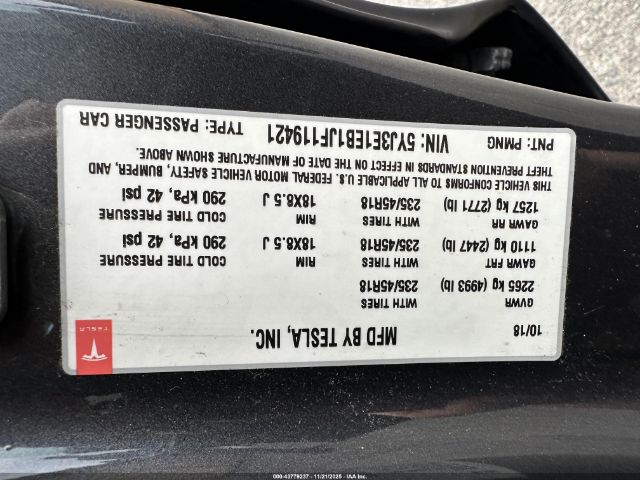 10/18
MFD BY TESLA, INC.
TESLA
GVWR WITH TIRES
2265 kg (4993 lb) 235/45R18
GAWR FRT WITH TIRES RIM COLD TIRE PRESSURE
1110 kg (2447 lb) 235/45R18 18X8.5 J 290 kPa, 42 psi
GAWR RR WITH TIRES RIM COLD TIRE PRESSURE
1257 kg (2771 lb) 235/45R18 18X8.5 J 290 kPa, 42 psi
THIS VEHICLE CONFORMS TO ALL APPLICABLE U.S. FEDERAL MOTOR VEHICLE SAFETY, BUMPER, AND
THEFT PREVENTION STANDARDS IN EFFECT ON THE DATE OF MANUFACTURE SHOWN ABOVE.
PNT: PMNG VIN: 5YJ3E1EB1JF119421 TYPE: PASSENGER CAR
000-43779237 - 11/21/2025 - IAA Inc.